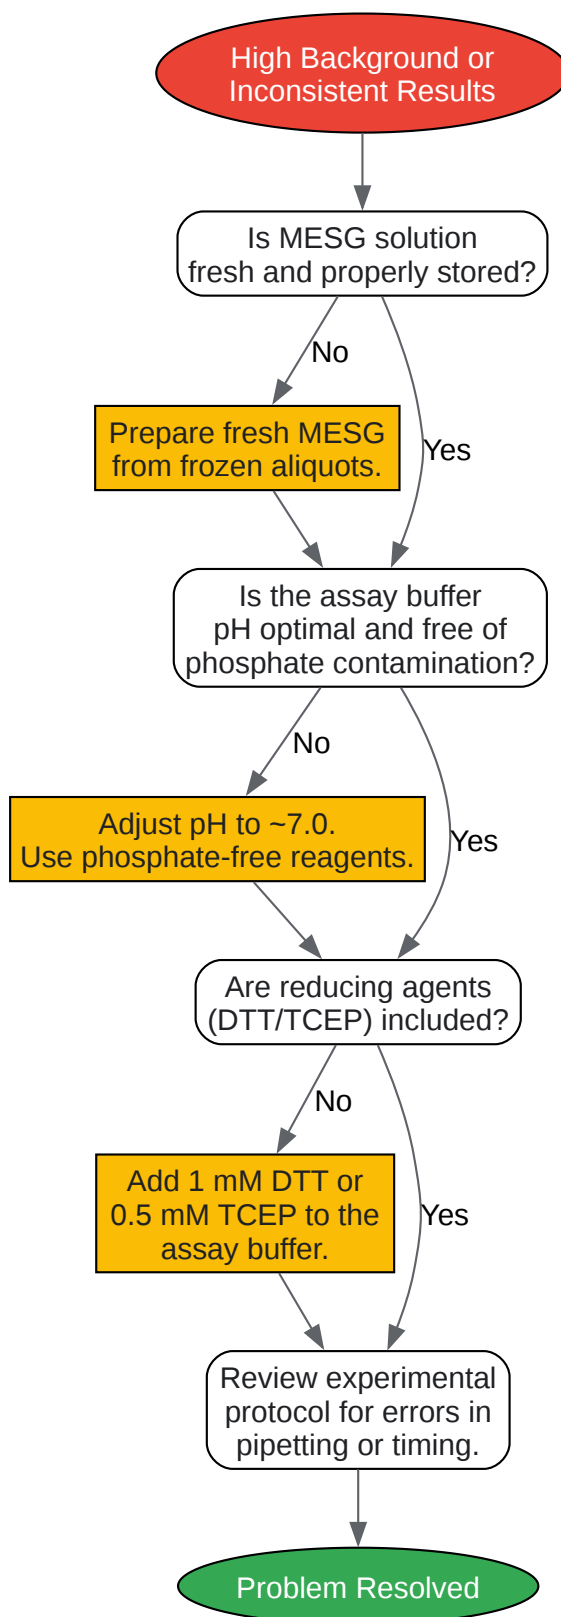 High Background or
Inconsistent Results
Is MESG solution
fresh and properly stored?
No
Prepare fresh MESG
from frozen aliquots.
Yes
Is the assay buffer
pH optimal and free of
phosphate contamination?
No
Adjust pH to ~7.0.
Use phosphate-free reagents.
Yes
Are reducing agents
(DTT/TCEP) included?
No
Add 1 mM DTT or
0.5 mM TCEP to the
assay buffer.
Yes
Review experimental
protocol for errors in
pipetting or timing.
Problem Resolved